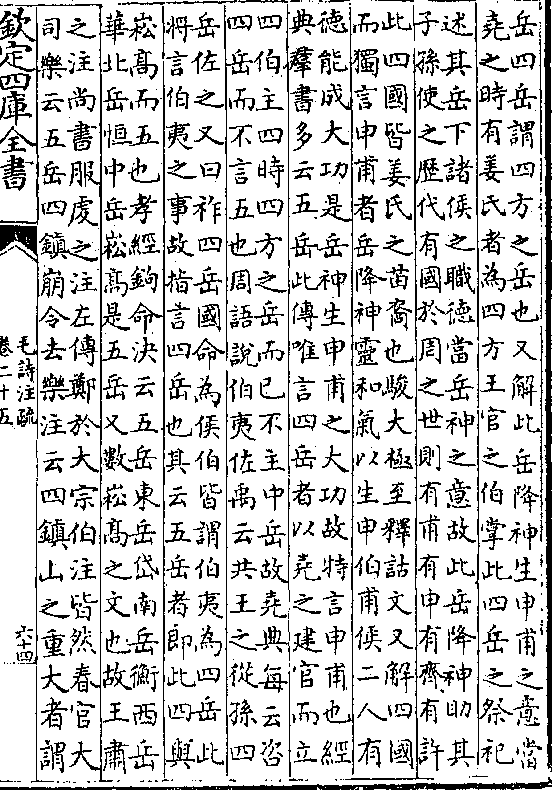 岳四岳謂四方之岳也又解此岳降神生申甫之意當
堯之時有姜氏者為四方王官之伯掌此四岳之祭祀
述其岳下諸侯之職德當岳神之意故此岳降神助其
子孫使之歷代有國於周之世則有甫有申有齊有許
此四國皆姜氏之苗裔也駿大極至釋詁文又解四國
而獨言申甫者岳降神靈和氣以生申伯甫侯二人有
德能成大功是岳神生申甫之大功故特言申甫也經
典羣書多云五岳此傳唯言四岳者以堯之建官而立
四伯主四時四方之岳而已不主中岳故堯典每云咨
四岳而不言五也周語說伯夷佐禹云共王之從孫四
岳佐之又曰祚四岳國命為侯伯皆謂伯夷為四岳此
將言伯夷之事故指言四岳也其云五岳者即此四與
崧高而五也孝經鉤命決云五岳東岳岱南岳衡西岳
華北岳恒中岳崧高是五岳又數崧高之文也故王肅
之注尚書服虔之注左傳鄭於大宗伯注皆然春官大
司樂云五岳四鎮崩令去樂注云四鎮山之重大者謂
欽定四庫全書
毛詩注疏
卷二十五
六十四